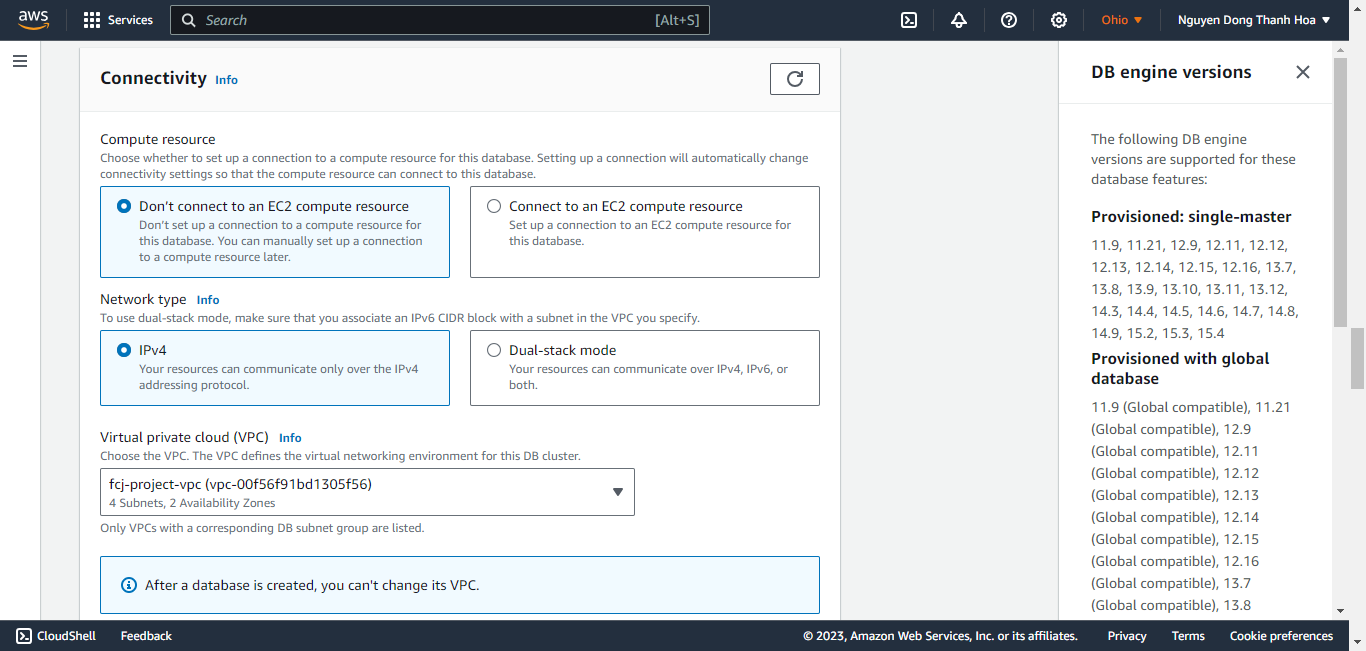 aws
Services
Search [Alt+S]
Ohio
Nguyen Dong Thanh Hoa
Connectivity Info
Compute resource
Choose whether to set up a connection to a compute resource for this database. Setting up a connection will automatically change
connectivity settings so that the compute resource can connect to this database.
Don't connect to an EC2 compute resource
Don't set up a connection to a compute resource for
this database. You can manually set up a connection
to a compute resource later.
Connect to an EC2 compute resource
Set up a connection to an EC2 compute resource for
this database.
Network type Info
To use dual-stack mode, make sure that you associate an IPv6 CIDR block with a subnet in the VPC you specify.
IPv4
Your resources can communicate only over the IPv4
addressing protocol.
Dual-stack mode
Your resources can communicate over IPv4, IPv6, or
both.
Virtual private cloud (VPC) Info
Choose the VPC. The VPC defines the virtual networking environment for this DB cluster.
fcj-project-vpc (vpc-00f56f91bd1305f56)
4 Subnets, 2 Availability Zones
Only VPCs with a corresponding DB subnet group are listed.
After a database is created, you can't change its VPC.
DB engine versions
The following DB engine
versions are supported for these
database features:
Provisioned: single-master
11.9, 11.21, 12.9, 12.11, 12.12,
12.13, 12.14, 12.15, 12.16, 13.7,
13.8, 13.9, 13.10, 13.11, 13.12,
14.3, 14.4, 14.5, 14.6, 14.7, 14.8,
14.9, 15.2, 15.3, 15.4
Provisioned with global
database
11.9 (Global compatible), 11.21
(Global compatible), 12.9
(Global compatible), 12.11
(Global compatible), 12.12
(Global compatible), 12.13
(Global compatible), 12.14
(Global compatible), 12.15
(Global compatible), 12.16
(Global compatible), 13.7
(Global compatible), 13.8
CloudShell
Feedback
© 2023, Amazon Web Services, Inc. or its affiliates.
Privacy
Terms
Cookie preferences